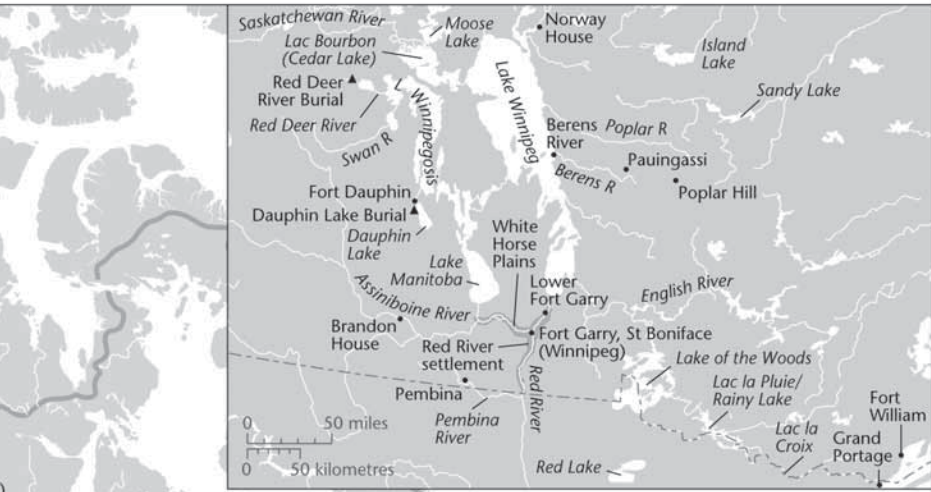 Saskatchewan River
Moose
Lake
Norway
House
Lac Bourbon
(Cedar Lake)
Island
Lake
Red Deer
River Burial
L Winnipegosis
Lake Winnipeg
Sandy Lake
Red Deer River
Swan R
Berens
River
Poplar R
Pauingassi
Berens R
Poplar Hill
Fort Dauphin
Dauphin Lake Burial
Dauphin
Lake
White
Horse
Plains
Lake
Manitoba
Lower
Fort Garry
English River
Assiniboine River
Brandon
House
Red River
settlement
Fort Garry, St Boniface
(Winnipeg)
Lake of the Woods
Lac la Pluie/
Rainy Lake
Pembina
Red River
Fort
William
Pembina
River
Lac la
Croix
Grand
Portage
0 50 miles
0 50 kilometres
Red Lake
)